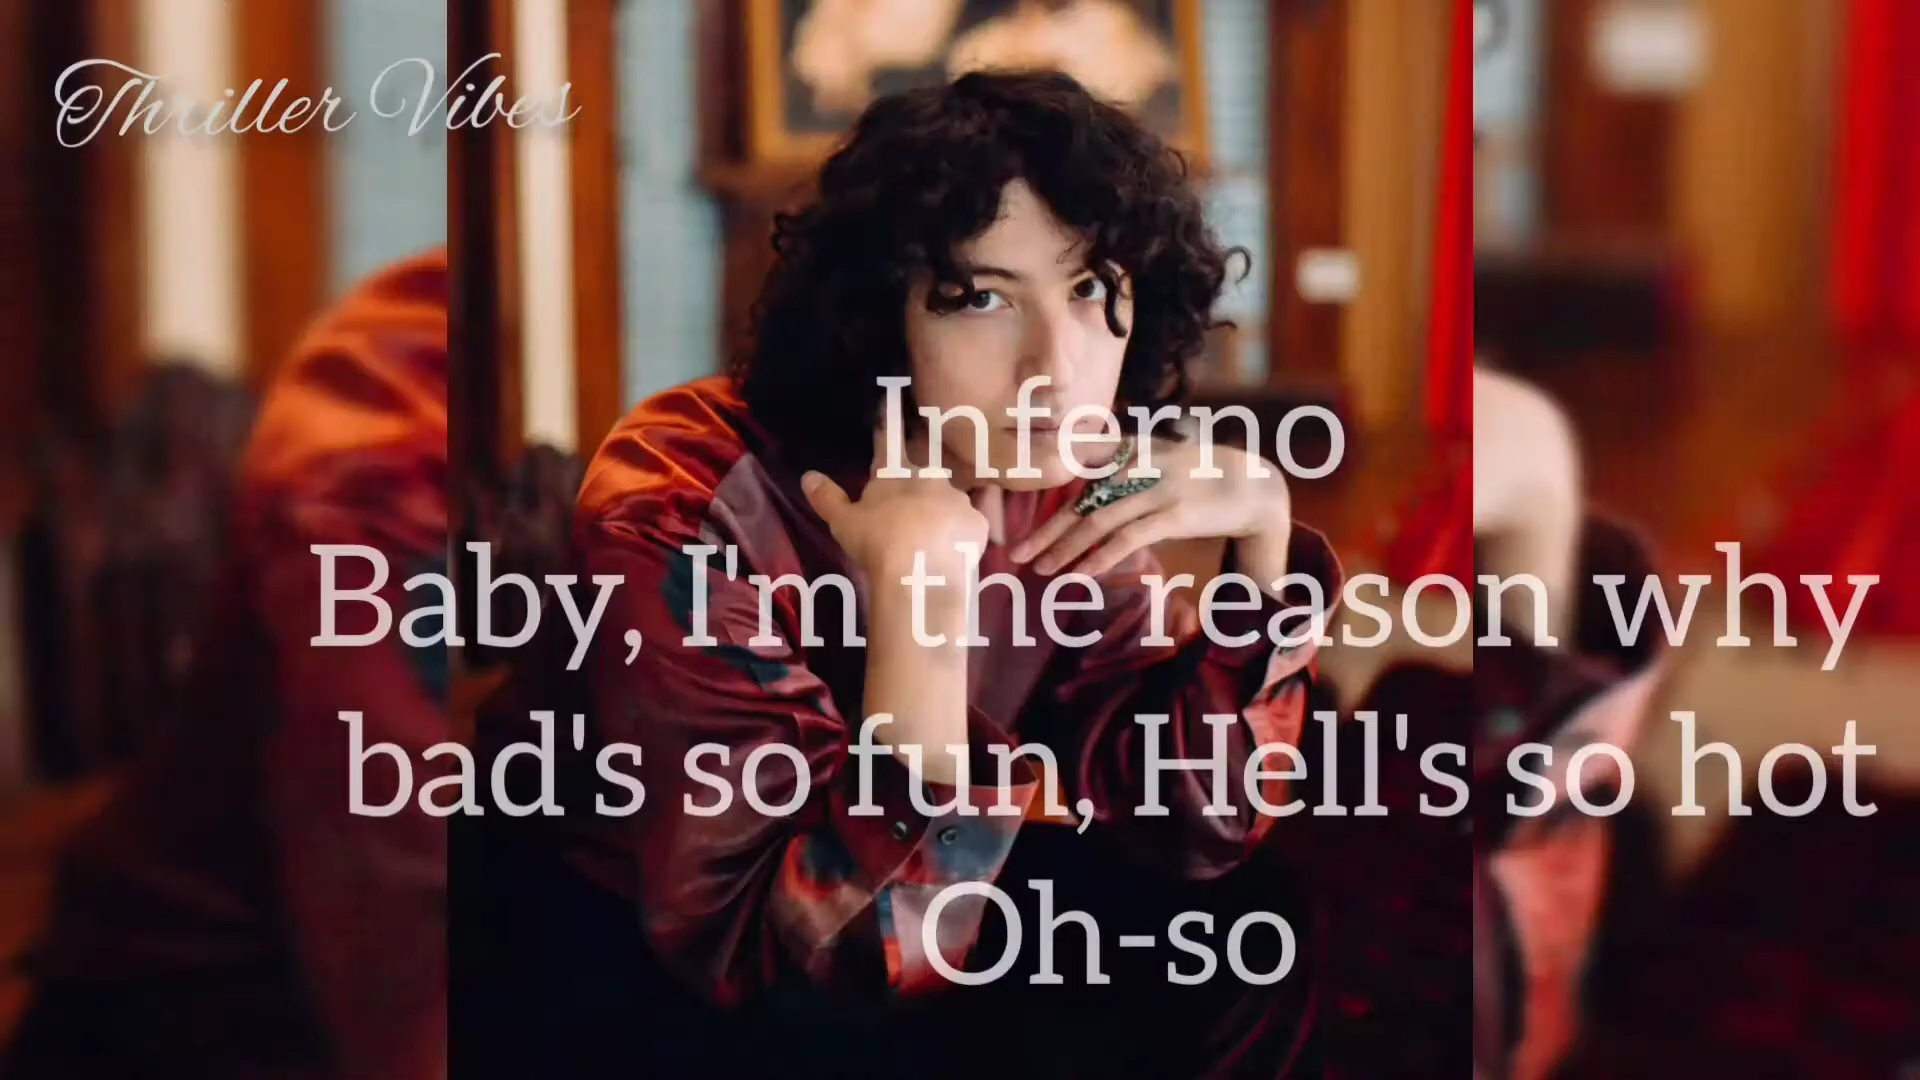 Thriller Vibes
Inferno
Baby, I'm the reason why
bad's so fun, Hell's so hot
Oh-so